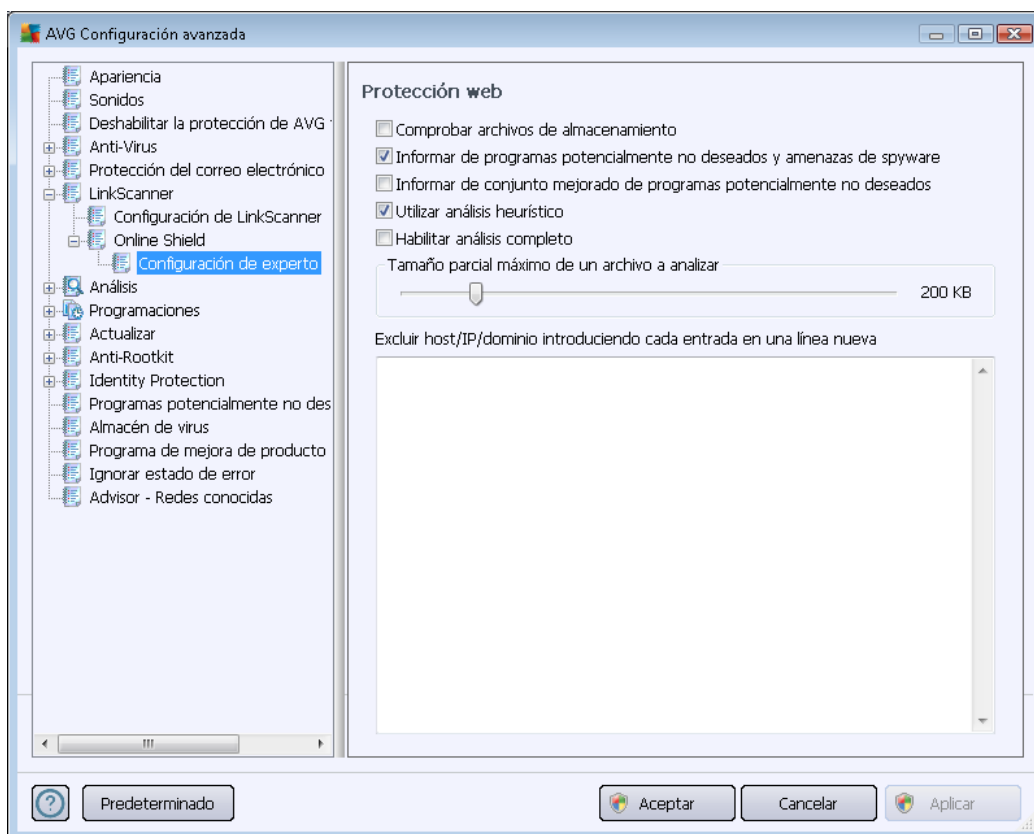 AVG Configuración avanzada
Apariencia
Sonidos
Deshabilitar la protección de AVG
Anti-Virus
Protección del correo electrónico
LinkScanner
Configuración de LinkScanner
Online Shield
Configuración de experto
Análisis
Programaciones
Actualizar
Anti-Rootkit
Identity Protection
Programas potencialmente no des
Almacén de virus
Programa de mejora de producto
Ignorar estado de error
Advisor - Redes conocidas
Protección web
Comprobar archivos de almacenamiento
Informar de programas potencialmente no deseados y amenazas de spyware
Informar de conjunto mejorado de programas potencialmente no deseados
Utilizar análisis heurístico
Habilitar análisis completo
Tamaño parcial máximo de un archivo a analizar
200 KB
Excluir host/IP/dominio introduciendo cada entrada en una línea nueva
Predeterminado
Aceptar
Cancelar
Aplicar